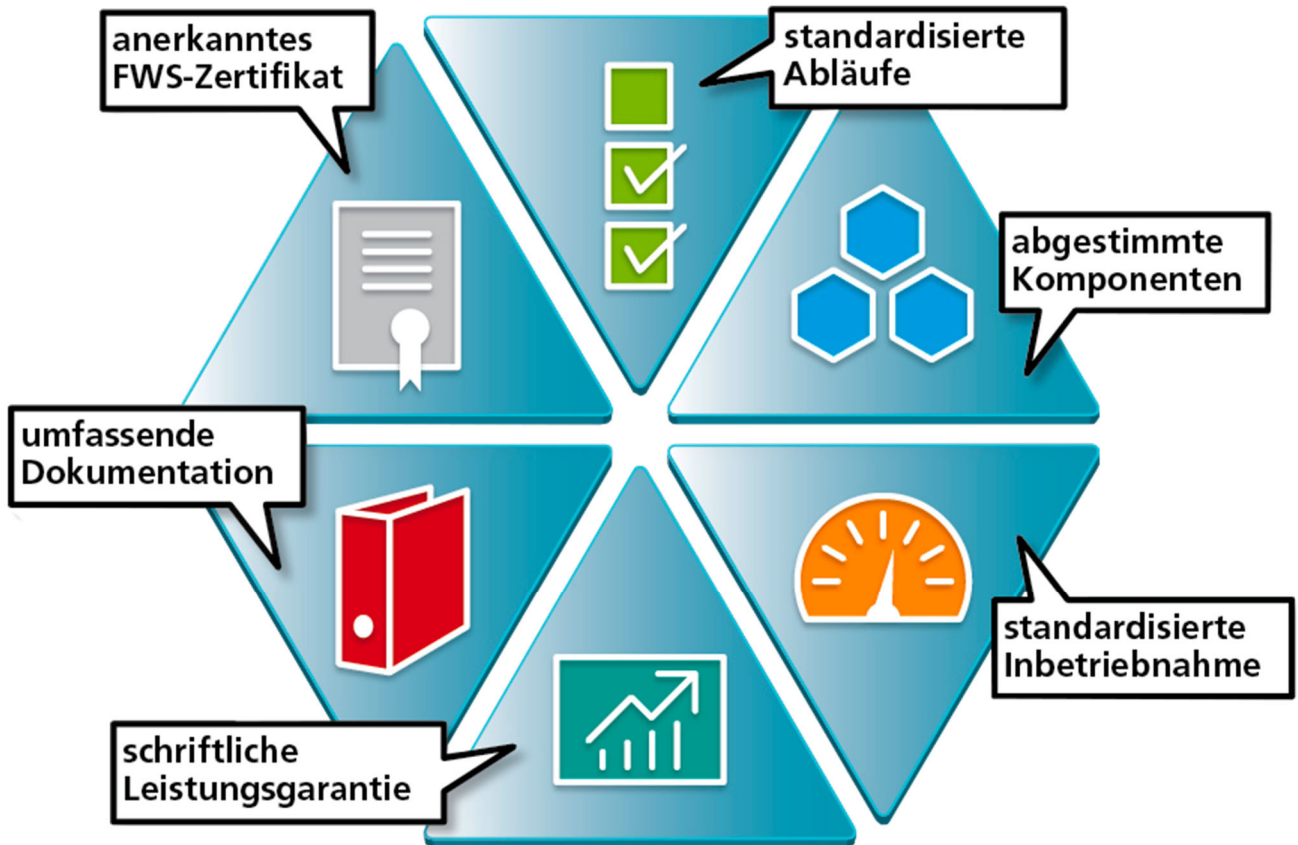 anerkanntes
FWS-Zertifikat
standardisierte
Abläufe
abgestimmte
Komponenten
umfassende
Dokumentation
standardisierte
Inbetriebnahme
schriftliche
Leistungsgarantie